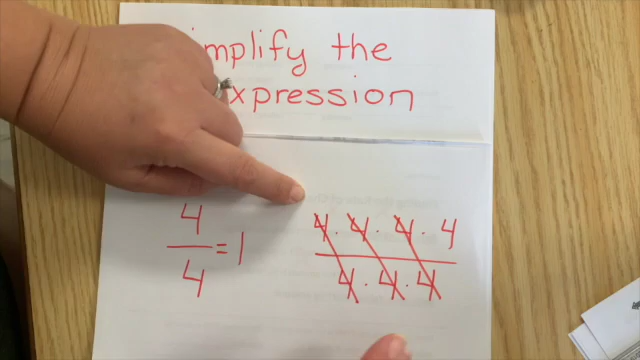 implify the
xpression
4/4 = 1
4 · 4 · 4 · 4 / 4 · 4 · 4